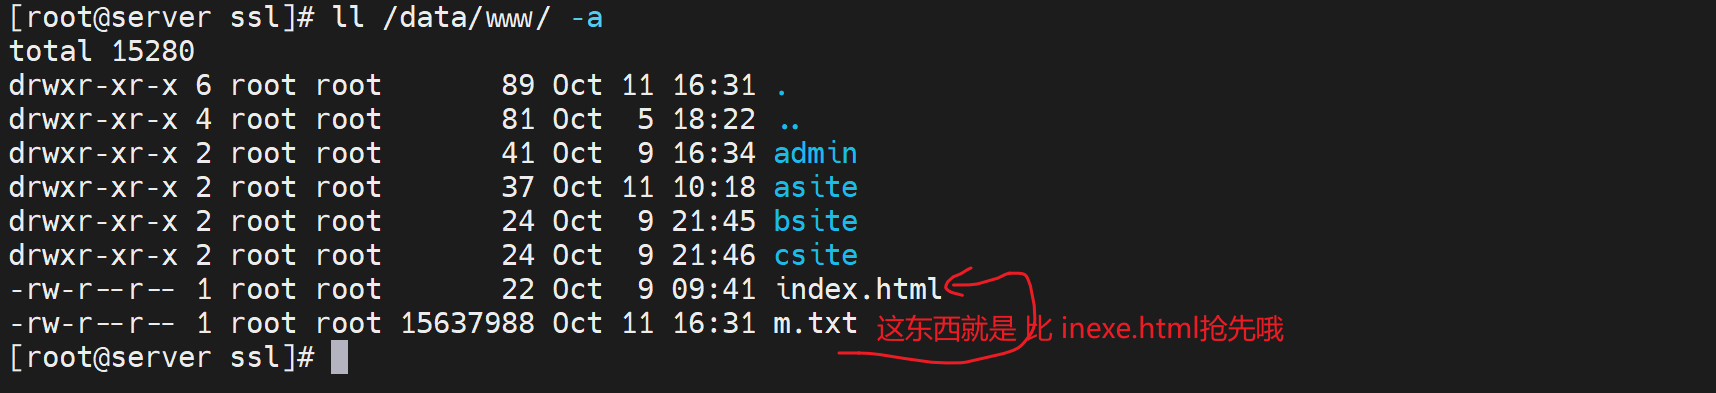 [root@server ssl]# ll /data/www/ -a
total 15280
drwxr-xr-x 6 root root       89 Oct 11 16:31 .
drwxr-xr-x 4 root root       81 Oct  5 18:22 ..
drwxr-xr-x 2 root root       41 Oct  9 16:34 admin
drwxr-xr-x 2 root root       37 Oct 11 10:18 asite
drwxr-xr-x 2 root root       24 Oct  9 21:45 bsite
drwxr-xr-x 2 root root       24 Oct  9 21:46 csite
-rw-r--r-- 1 root root       22 Oct  9 09:41 index.html
-rw-r--r-- 1 root root 15637988 Oct 11 16:31 m.txt 这东西就是 比 inexe.html抢先哦
[root@server ssl]#